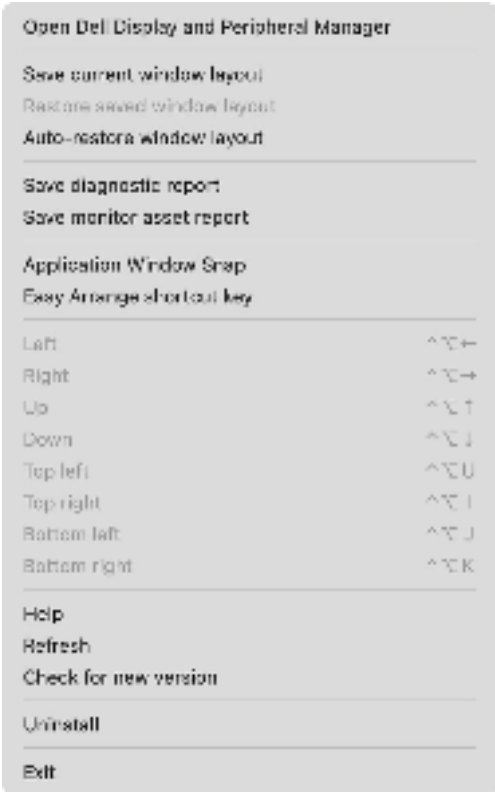 Open Dell Display and Peripheral Manager
Save current window layout
Restore saved window layout
Auto-restore window layout
Save diagnostic report
Save monitor asset report
Application Window Snap
Easy Arrange shortcut key
Left ^⌥←
Right ^⌥→
Up ^⌥↑
Down ^⌥↓
Top left ^⌥U
Top right ^⌥I
Bottom left ^⌥J
Bottom right ^⌥K
Help
Refresh
Check for new version
Uninstall
Exit